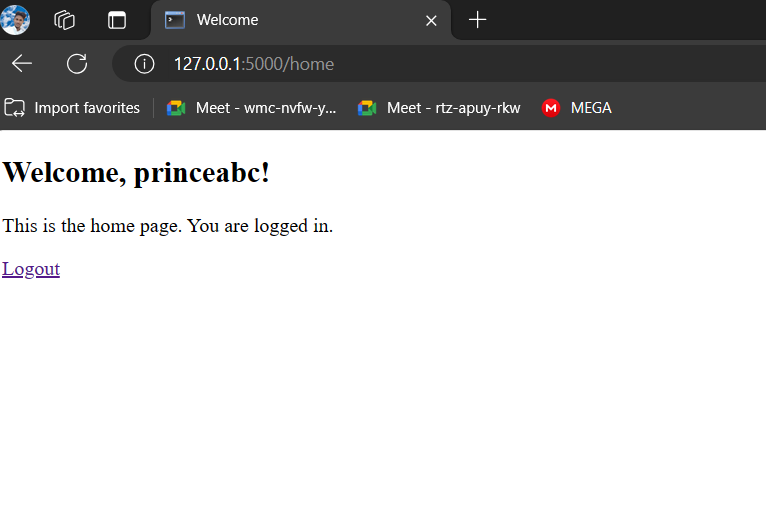 Welcome
127.0.0.1:5000/home
Import favorites
Meet - wmc-nvfw-y...
Meet - rtz-apuy-rkw
M
MEGA
Welcome, princeabc!
This is the home page. You are logged in.
Logout